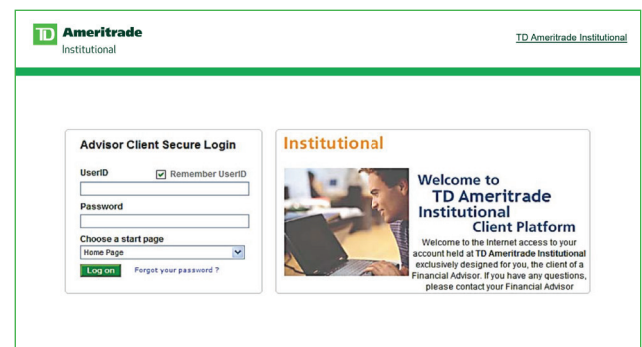 TD Ameritrade
Institutional
TD Ameritrade Institutional
Advisor Client Secure Login
UserID Remember UserID
Password
Choose a start page
Home Page
Log on Forgot your password ?
Institutional
Welcome to
TD Ameritrade
Institutional
Client Platform
Welcome to the Internet access to your
account held at TD Ameritrade Institutional
exclusively designed for you, the client of a
Financial Advisor. If you have any questions,
please contact your Financial Advisor